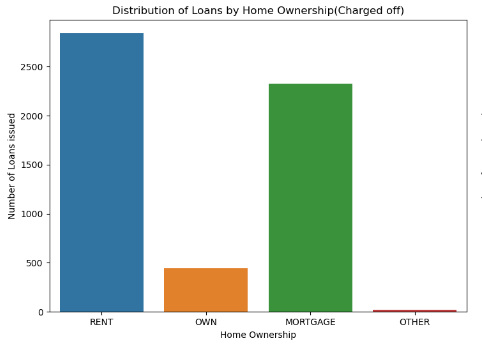 Distribution of Loans by Home Ownership(Charged off)
Number of Loans issued
2500
2000
1500
1000
500
0
RENT OWN MORTGAGE OTHER
Home Ownership